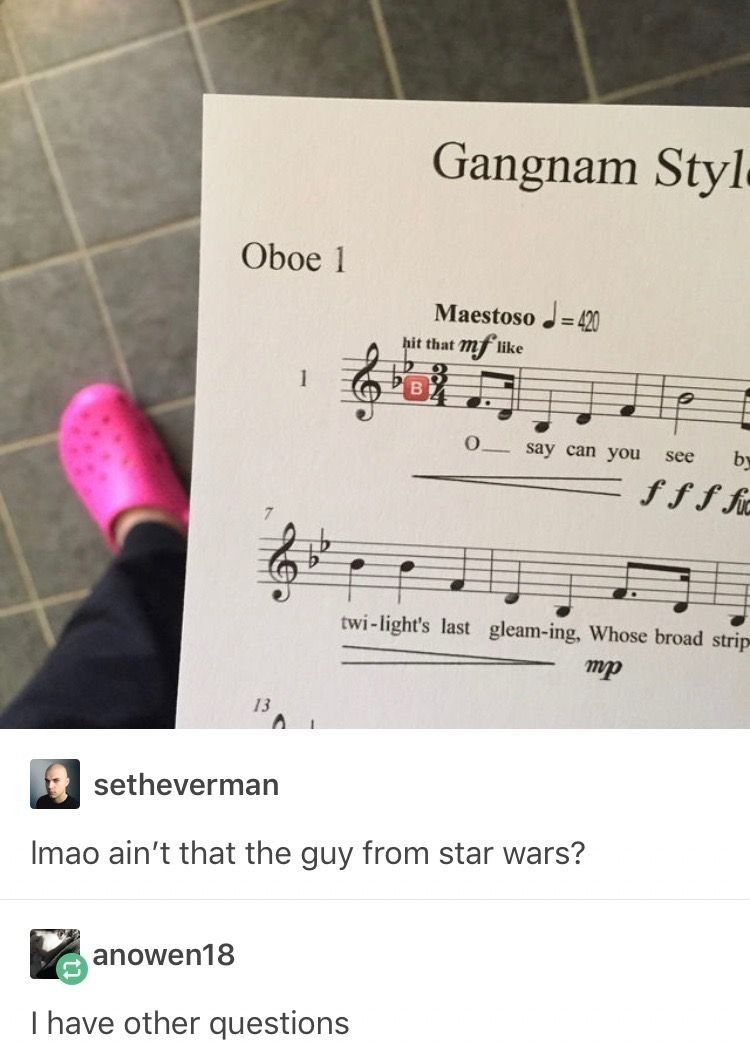 Gangnam Styl
Oboe 1
Maestoso ♩=420
hit that mf like
1
B
3
4
O__ say can you see by
f f f fuc
7
twi-light's last gleam-ing, Whose broad strip
mp
13
setheverman
lmao ain't that the guy from star wars?
anowen18
I have other questions